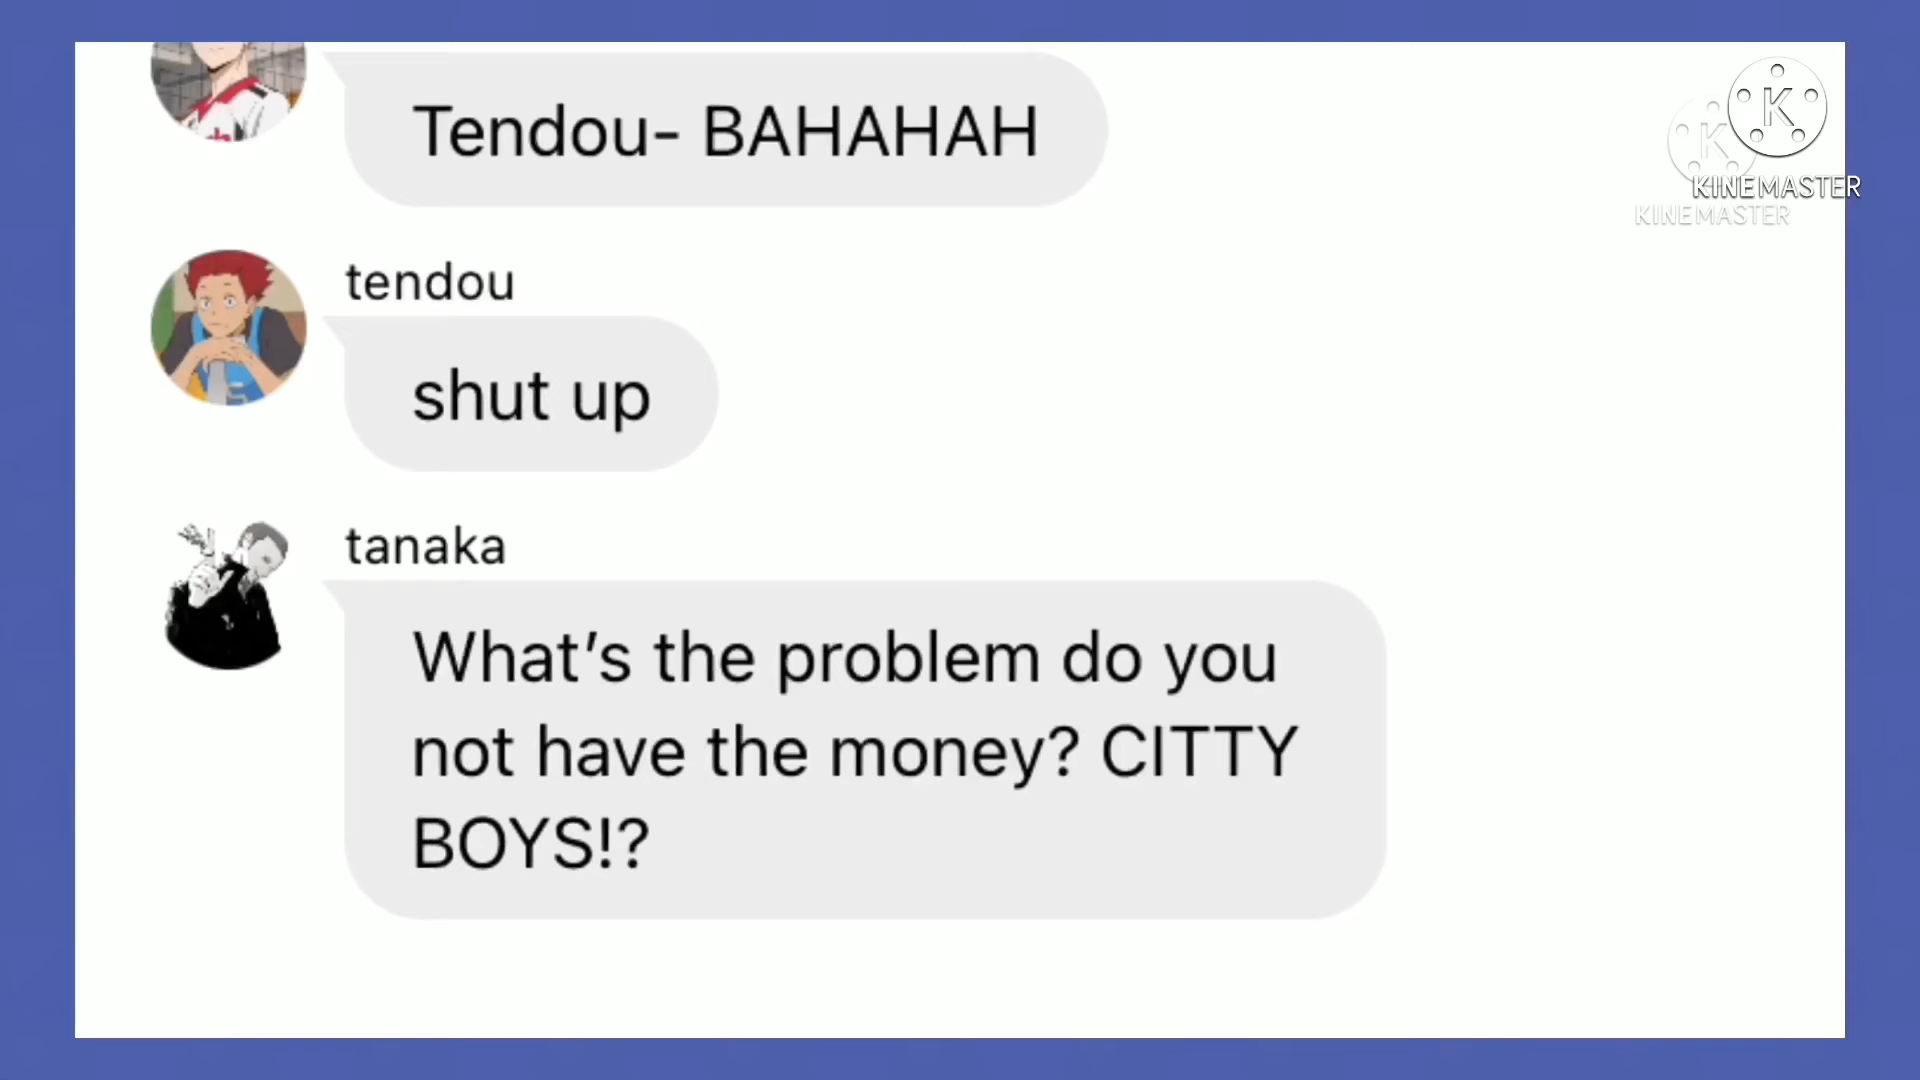 Tendou- BAHAHAH
K
K
KINEMASTER
KINEMASTER
tendou
shut up
tanaka
What’s the problem do you
not have the money? CITTY
BOYS!?